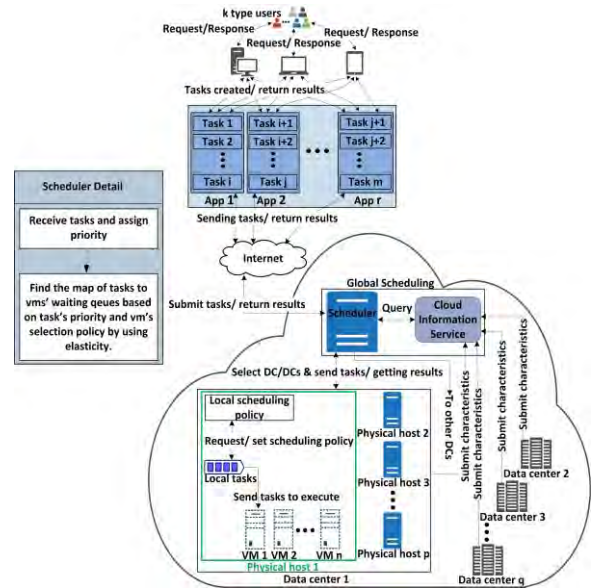 k type users
Request/Response
Request/ Response
Request/ Response
Tasks created/ return results
Task 1
Task 2
Task i
App 1
Task i+1
Task i+2
Task j
App 2
Task j+1
Task j+2
Task m
App r
Sending tasks/ return results
Internet
Submit tasks/ return results
Scheduler Detail
Receive tasks and assign
priority
Find the map of tasks to
vms' waiting qeues based
on task's priority and vm's
selection policy by using
elasticity.
Global Scheduling
Scheduler
Query
Cloud
Information
Service
Select DC/DCs & send tasks/ getting results
To other DCs
Submit characteristics
Submit characteristics
Submit characteristics
Submit characteristics
Local scheduling
policy
Request/ set scheduling policy
Local tasks
Send tasks to execute
VM 1
VM 2
VM n
Physical host 1
Physical host 2
Physical host 3
Physical host p
Data center 1
Data center 2
Data center 3
Data center q